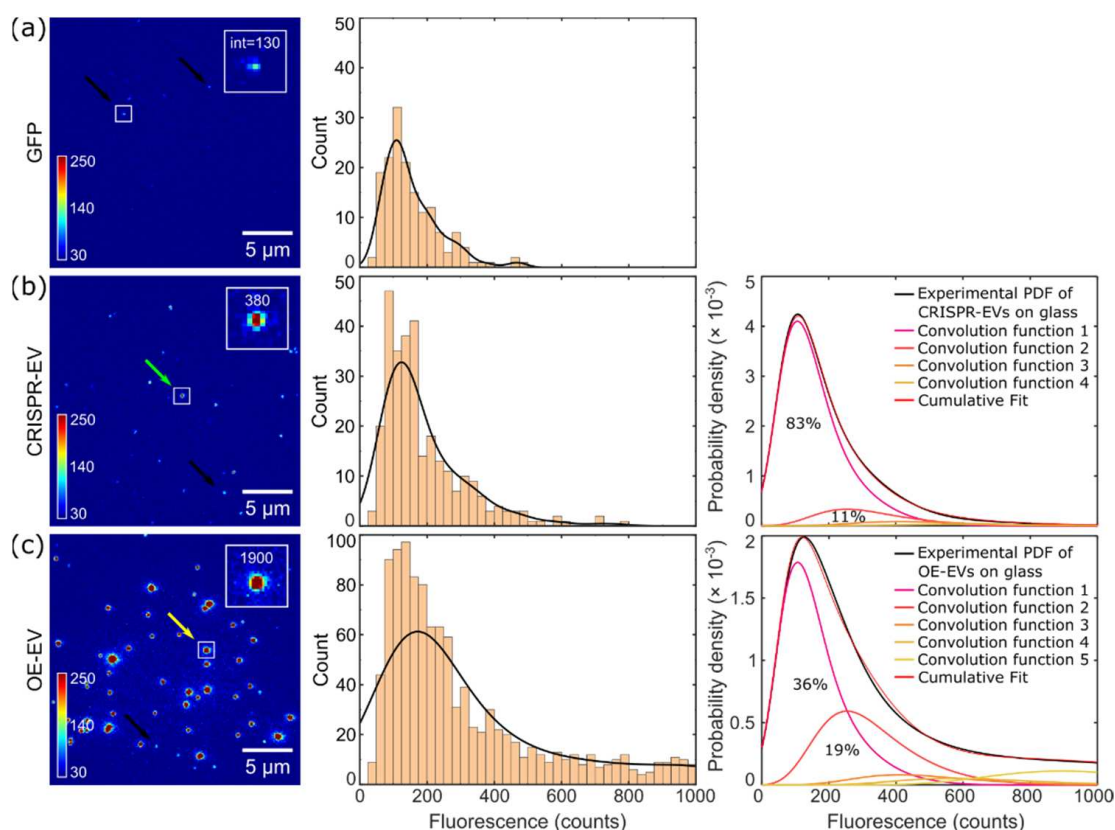 (a)
GFP
int=130
250
140
30
5 µm
Count
50
40
30
20
10
0
(b)
CRISPR-EV
380
250
140
30
5 µm
Count
50
40
30
20
10
0
Probability density (× 10⁻³)
5
4
3
2
1
0
Experimental PDF of
CRISPR-EVs on glass
Convolution function 1
Convolution function 2
Convolution function 3
Convolution function 4
Cumulative Fit
83%
11%
(c)
OE-EV
1900
250
140
30
5 µm
Count
100
80
60
40
20
0
0 200 400 600 800 1000
Fluorescence (counts)
Probability density (× 10⁻³)
2
1.5
1
0.5
0
Experimental PDF of
OE-EVs on glass
Convolution function 1
Convolution function 2
Convolution function 3
Convolution function 4
Convolution function 5
Cumulative Fit
36%
19%
0 200 400 600 800 1000
Fluorescence (counts)